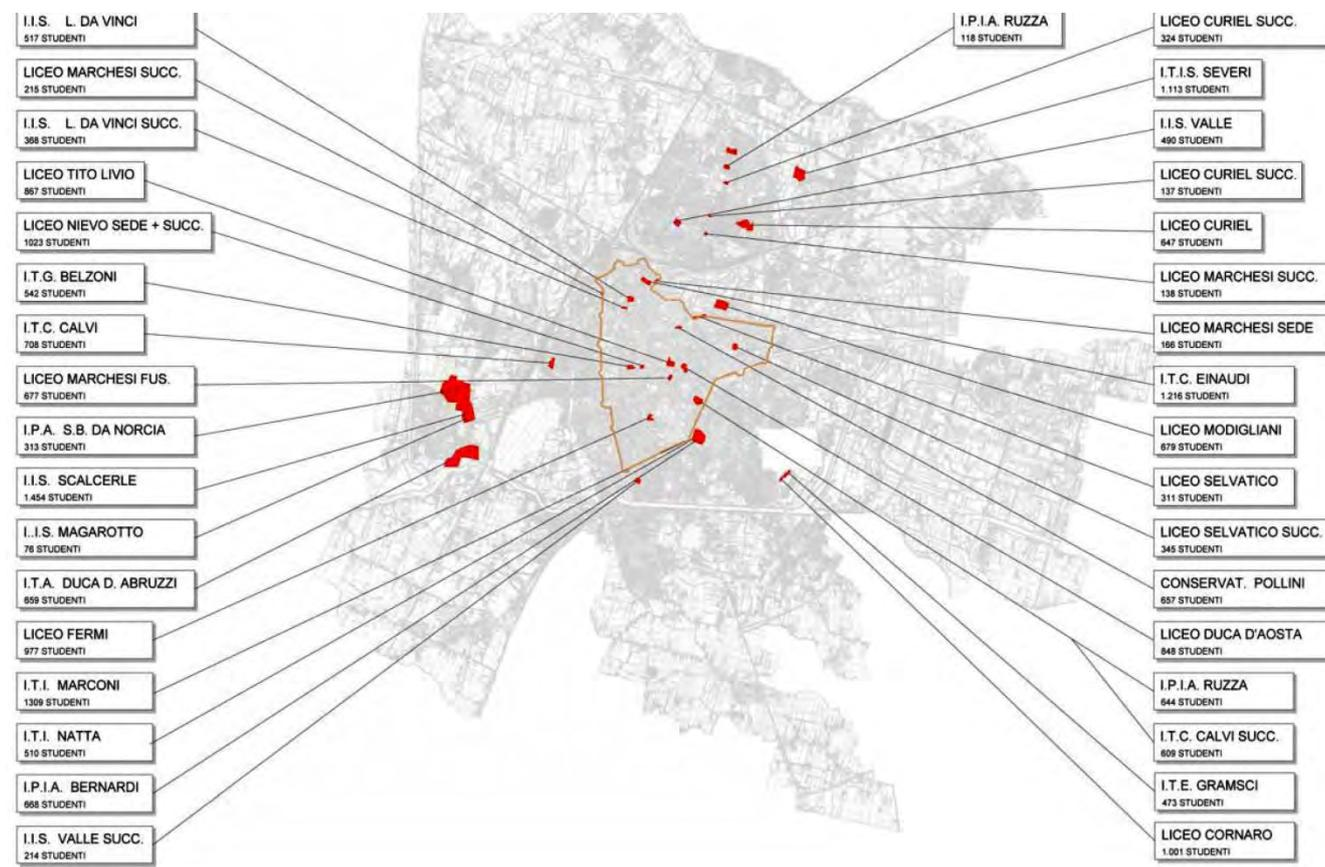 I.I.S. L. DA VINCI
517 STUDENTI
LICEO MARCHESI SUCC.
215 STUDENTI
I.I.S. L. DA VINCI SUCC.
368 STUDENTI
LICEO TITO LIVIO
867 STUDENTI
LICEO NIEVO SEDE + SUCC.
1023 STUDENTI
I.T.G. BELZONI
542 STUDENTI
I.T.C. CALVI
708 STUDENTI
LICEO MARCHESI FUS.
677 STUDENTI
I.P.A. S.B. DA NORCIA
313 STUDENTI
I.I.S. SCALCERLE
1.454 STUDENTI
I..I.S. MAGAROTTO
76 STUDENTI
I.T.A. DUCA D. ABRUZZI
659 STUDENTI
LICEO FERMI
977 STUDENTI
I.T.I. MARCONI
1309 STUDENTI
I.T.I. NATTA
510 STUDENTI
I.P.I.A. BERNARDI
668 STUDENTI
I.I.S. VALLE SUCC.
214 STUDENTI
I.P.I.A. RUZZA
118 STUDENTI
LICEO CURIEL SUCC.
324 STUDENTI
I.T.I.S. SEVERI
1.113 STUDENTI
I.I.S. VALLE
490 STUDENTI
LICEO CURIEL SUCC.
137 STUDENTI
LICEO CURIEL
647 STUDENTI
LICEO MARCHESI SUCC.
138 STUDENTI
LICEO MARCHESI SEDE
166 STUDENTI
I.T.C. EINAUDI
1.216 STUDENTI
LICEO MODIGLIANI
679 STUDENTI
LICEO SELVATICO
311 STUDENTI
LICEO SELVATICO SUCC.
345 STUDENTI
CONSERVAT. POLLINI
657 STUDENTI
LICEO DUCA D'AOSTA
848 STUDENTI
I.P.I.A. RUZZA
644 STUDENTI
I.T.C. CALVI SUCC.
609 STUDENTI
I.T.E. GRAMSCI
473 STUDENTI
LICEO CORNARO
1.001 STUDENTI